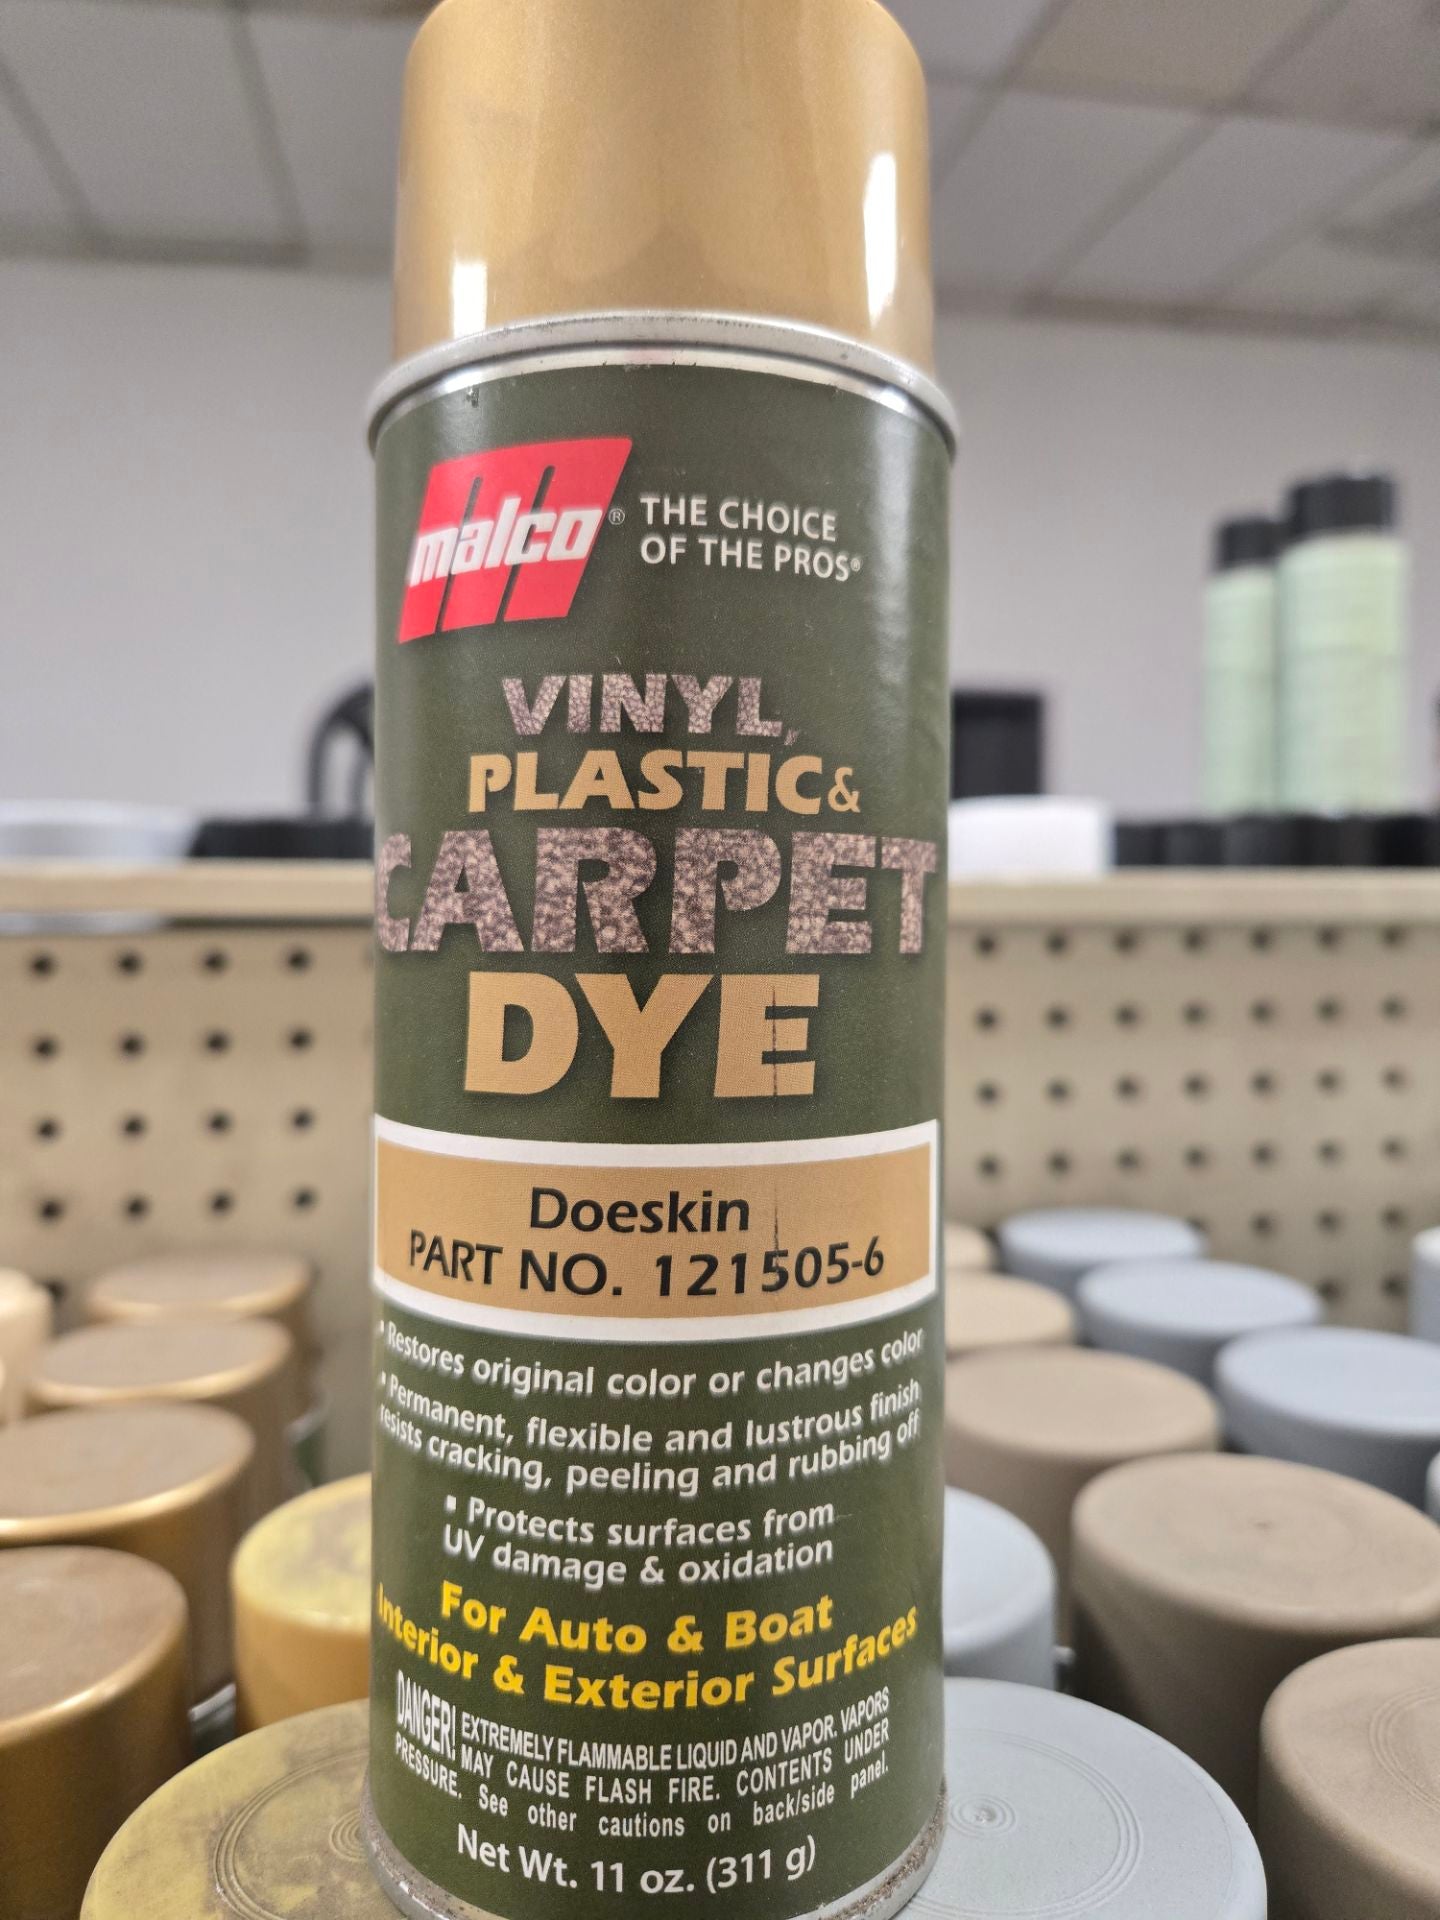 malco® THE CHOICE
OF THE PROS®
VINYL,
PLASTIC &
CARPET
DYE
Doeskin
PART NO. 121505-6
▪ Restores original color or changes color
▪ Permanent, flexible and lustrous finish
resists cracking, peeling and rubbing off
▪ Protects surfaces from
UV damage & oxidation
For Auto & Boat
Interior & Exterior Surfaces
DANGER! EXTREMELY FLAMMABLE LIQUID AND VAPOR. VAPORS
MAY CAUSE FLASH FIRE. CONTENTS UNDER
PRESSURE. See other cautions on back/side panel.
Net Wt. 11 oz. (311 g)